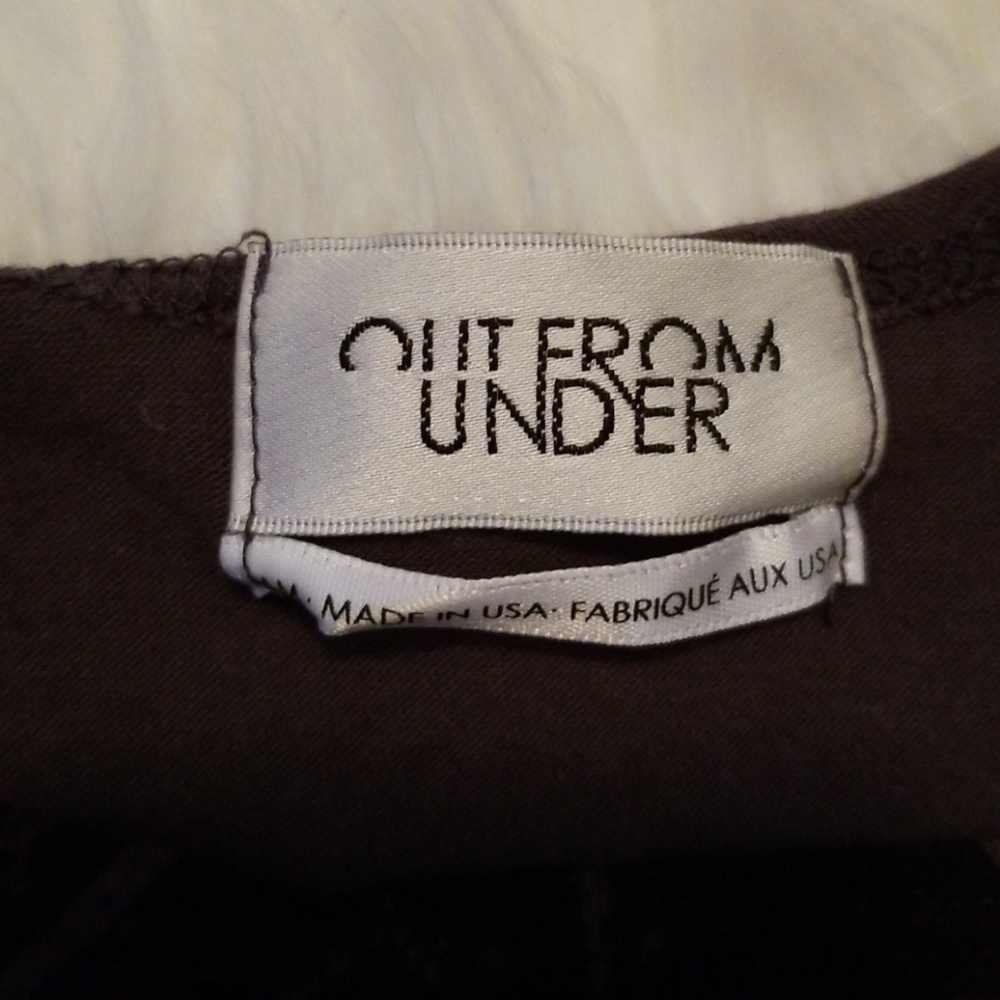 OUT FROM
UNDER
M · MADE IN USA · FABRIQUÉ AUX USA